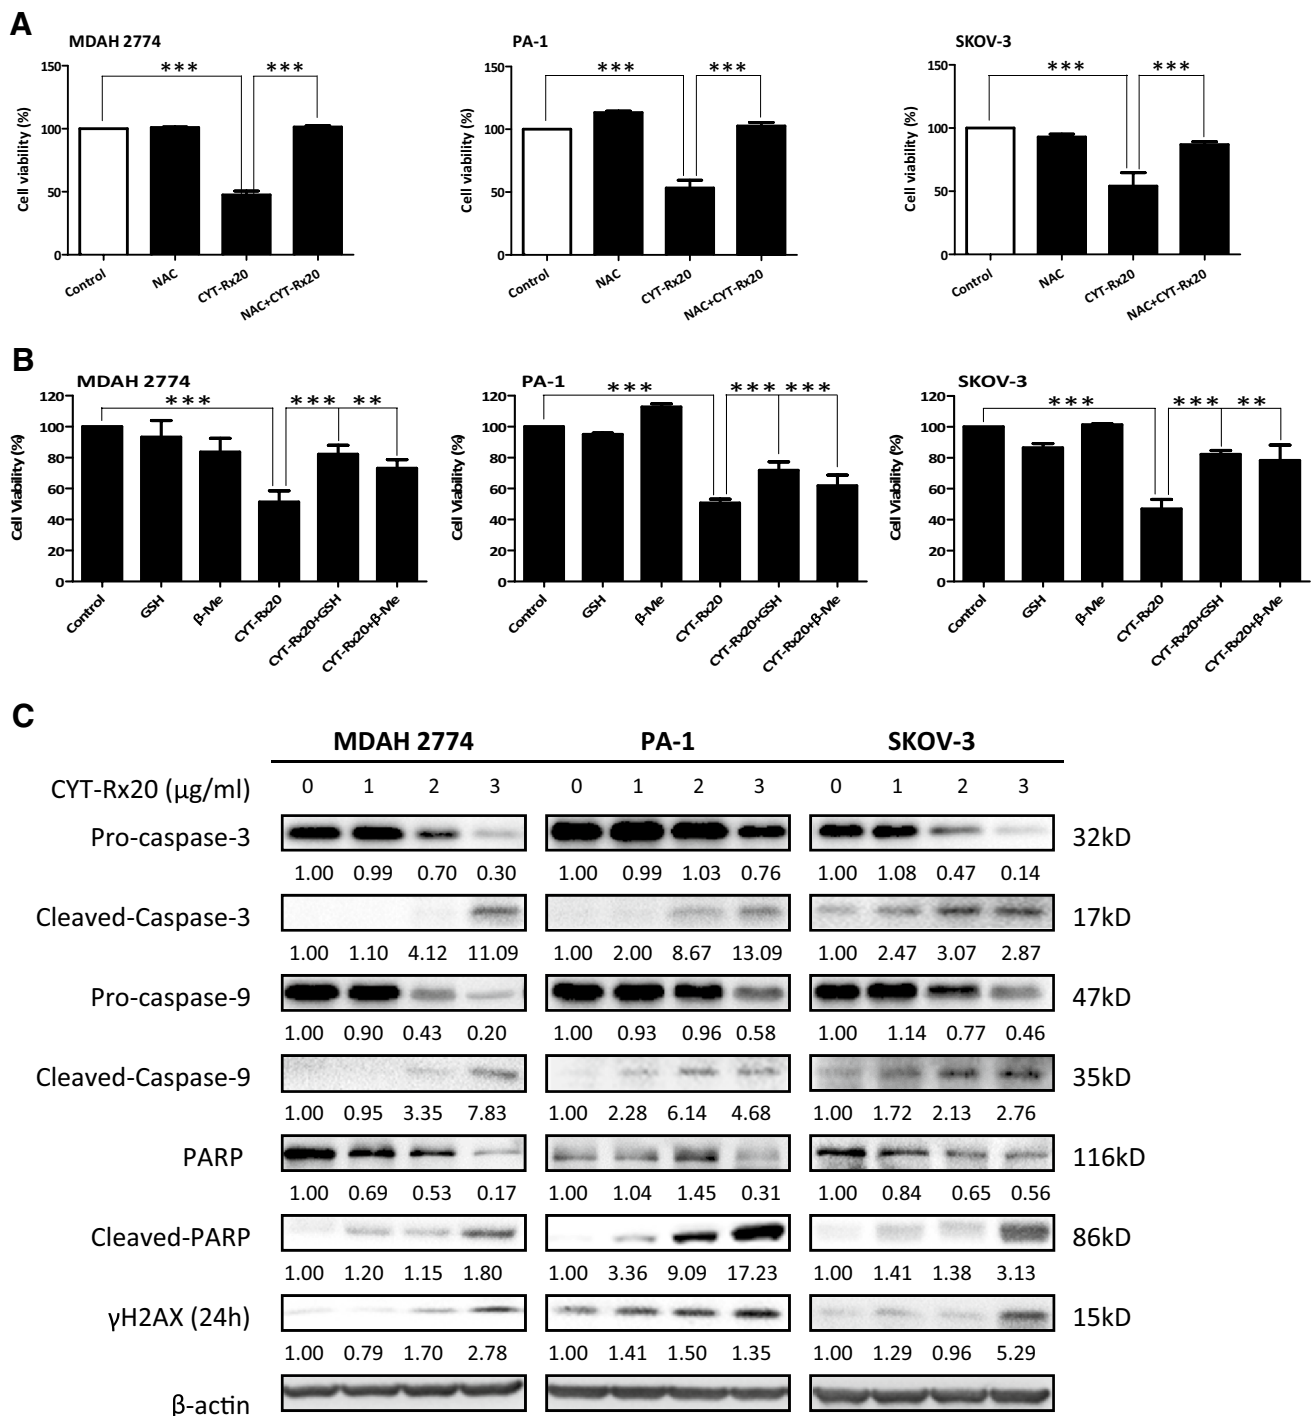 A
MDAH 2774
PA-1
SKOV-3
*** ***
*** ***
*** ***
Cell viability (%)
150
100
50
0
Control
NAC
CYT-Rx20
NAC+CYT-Rx20
Cell viability (%)
150
100
50
0
Control
NAC
CYT-Rx20
NAC+CYT-Rx20
Cell viability (%)
150
100
50
0
Control
NAC
CYT-Rx20
NAC+CYT-Rx20
B
MDAH 2774
PA-1
SKOV-3
*** *** **
*** *** ***
*** *** **
Cell Viability (%)
120
100
80
60
40
20
0
Control
GSH
β-Me
CYT-Rx20
CYT-Rx20+GSH
CYT-Rx20+β-Me
Cell Viability (%)
120
100
80
60
40
20
0
Control
GSH
β-Me
CYT-Rx20
CYT-Rx20+GSH
CYT-Rx20+β-Me
Cell Viability (%)
120
100
80
60
40
20
0
Control
GSH
β-Me
CYT-Rx20
CYT-Rx20+GSH
CYT-Rx20+β-Me
C
MDAH 2774 PA-1 SKOV-3
CYT-Rx20 (μg/ml) 0 1 2 3 0 1 2 3 0 1 2 3
Pro-caspase-3 32kD
1.00 0.99 0.70 0.30 1.00 0.99 1.03 0.76 1.00 1.08 0.47 0.14
Cleaved-Caspase-3 17kD
1.00 1.10 4.12 11.09 1.00 2.00 8.67 13.09 1.00 2.47 3.07 2.87
Pro-caspase-9 47kD
1.00 0.90 0.43 0.20 1.00 0.93 0.96 0.58 1.00 1.14 0.77 0.46
Cleaved-Caspase-9 35kD
1.00 0.95 3.35 7.83 1.00 2.28 6.14 4.68 1.00 1.72 2.13 2.76
PARP 116kD
1.00 0.69 0.53 0.17 1.00 1.04 1.45 0.31 1.00 0.84 0.65 0.56
Cleaved-PARP 86kD
1.00 1.20 1.15 1.80 1.00 3.36 9.09 17.23 1.00 1.41 1.38 3.13
γH2AX (24h) 15kD
1.00 0.79 1.70 2.78 1.00 1.41 1.50 1.35 1.00 1.29 0.96 5.29
β-actin